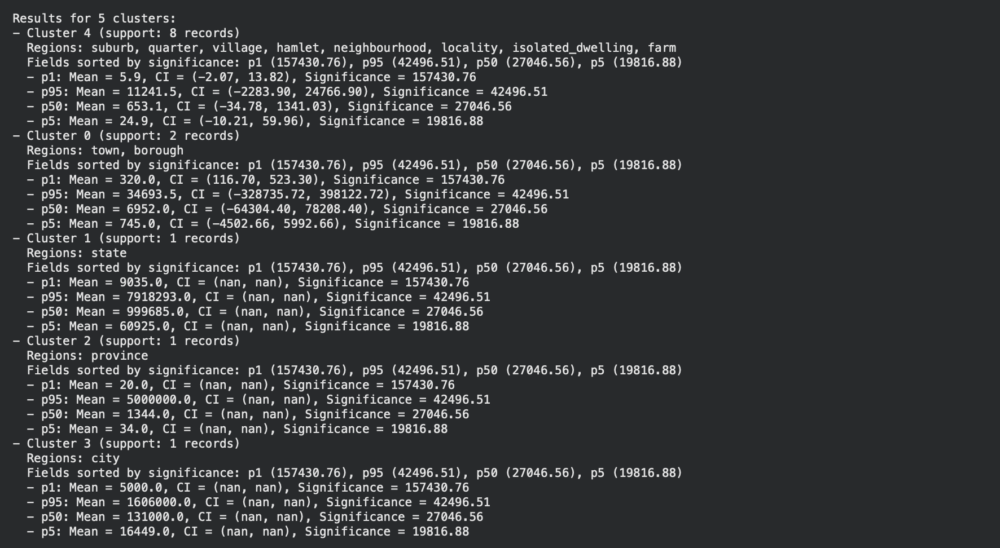 Results for 5 clusters:
– Cluster 4 (support: 8 records)
Regions: suburb, quarter, village, hamlet, neighbourhood, locality, isolated_dwelling, farm
Fields sorted by significance: p1 (157430.76), p95 (42496.51), p50 (27046.56), p5 (19816.88)
– p1: Mean = 5.9, CI = (-2.07, 13.82), Significance = 157430.76
– p95: Mean = 11241.5, CI = (-2283.90, 24766.90), Significance = 42496.51
– p50: Mean = 653.1, CI = (-34.78, 1341.03), Significance = 27046.56
– p5: Mean = 24.9, CI = (-10.21, 59.96), Significance = 19816.88
– Cluster 0 (support: 2 records)
Regions: town, borough
Fields sorted by significance: p1 (157430.76), p95 (42496.51), p50 (27046.56), p5 (19816.88)
– p1: Mean = 320.0, CI = (116.70, 523.30), Significance = 157430.76
– p95: Mean = 34693.5, CI = (-328735.72, 398122.72), Significance = 42496.51
– p50: Mean = 6952.0, CI = (-64304.40, 78208.40), Significance = 27046.56
– p5: Mean = 745.0, CI = (-4502.66, 5992.66), Significance = 19816.88
– Cluster 1 (support: 1 records)
Regions: state
Fields sorted by significance: p1 (157430.76), p95 (42496.51), p50 (27046.56), p5 (19816.88)
– p1: Mean = 9035.0, CI = (nan, nan), Significance = 157430.76
– p95: Mean = 7918293.0, CI = (nan, nan), Significance = 42496.51
– p50: Mean = 999685.0, CI = (nan, nan), Significance = 27046.56
– p5: Mean = 60925.0, CI = (nan, nan), Significance = 19816.88
– Cluster 2 (support: 1 records)
Regions: province
Fields sorted by significance: p1 (157430.76), p95 (42496.51), p50 (27046.56), p5 (19816.88)
– p1: Mean = 20.0, CI = (nan, nan), Significance = 157430.76
– p95: Mean = 5000000.0, CI = (nan, nan), Significance = 42496.51
– p50: Mean = 1344.0, CI = (nan, nan), Significance = 27046.56
– p5: Mean = 34.0, CI = (nan, nan), Significance = 19816.88
– Cluster 3 (support: 1 records)
Regions: city
Fields sorted by significance: p1 (157430.76), p95 (42496.51), p50 (27046.56), p5 (19816.88)
– p1: Mean = 5000.0, CI = (nan, nan), Significance = 157430.76
– p95: Mean = 1606000.0, CI = (nan, nan), Significance = 42496.51
– p50: Mean = 131000.0, CI = (nan, nan), Significance = 27046.56
– p5: Mean = 16449.0, CI = (nan, nan), Significance = 19816.88